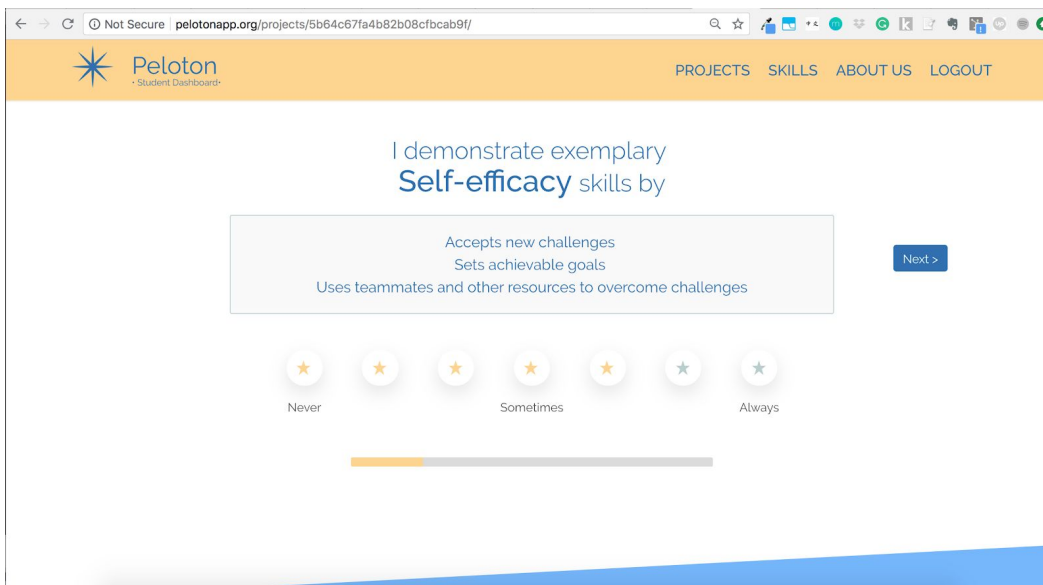 Not Secure | pelotonapp.org/projects/5b64c67fa4b82b08cfbcab9f/
Peloton
• Student Dashboard•
PROJECTS SKILLS ABOUT US LOGOUT
I demonstrate exemplary
Self-efficacy skills by
Accepts new challenges
Sets achievable goals
Uses teammates and other resources to overcome challenges
Next >
Never Sometimes Always